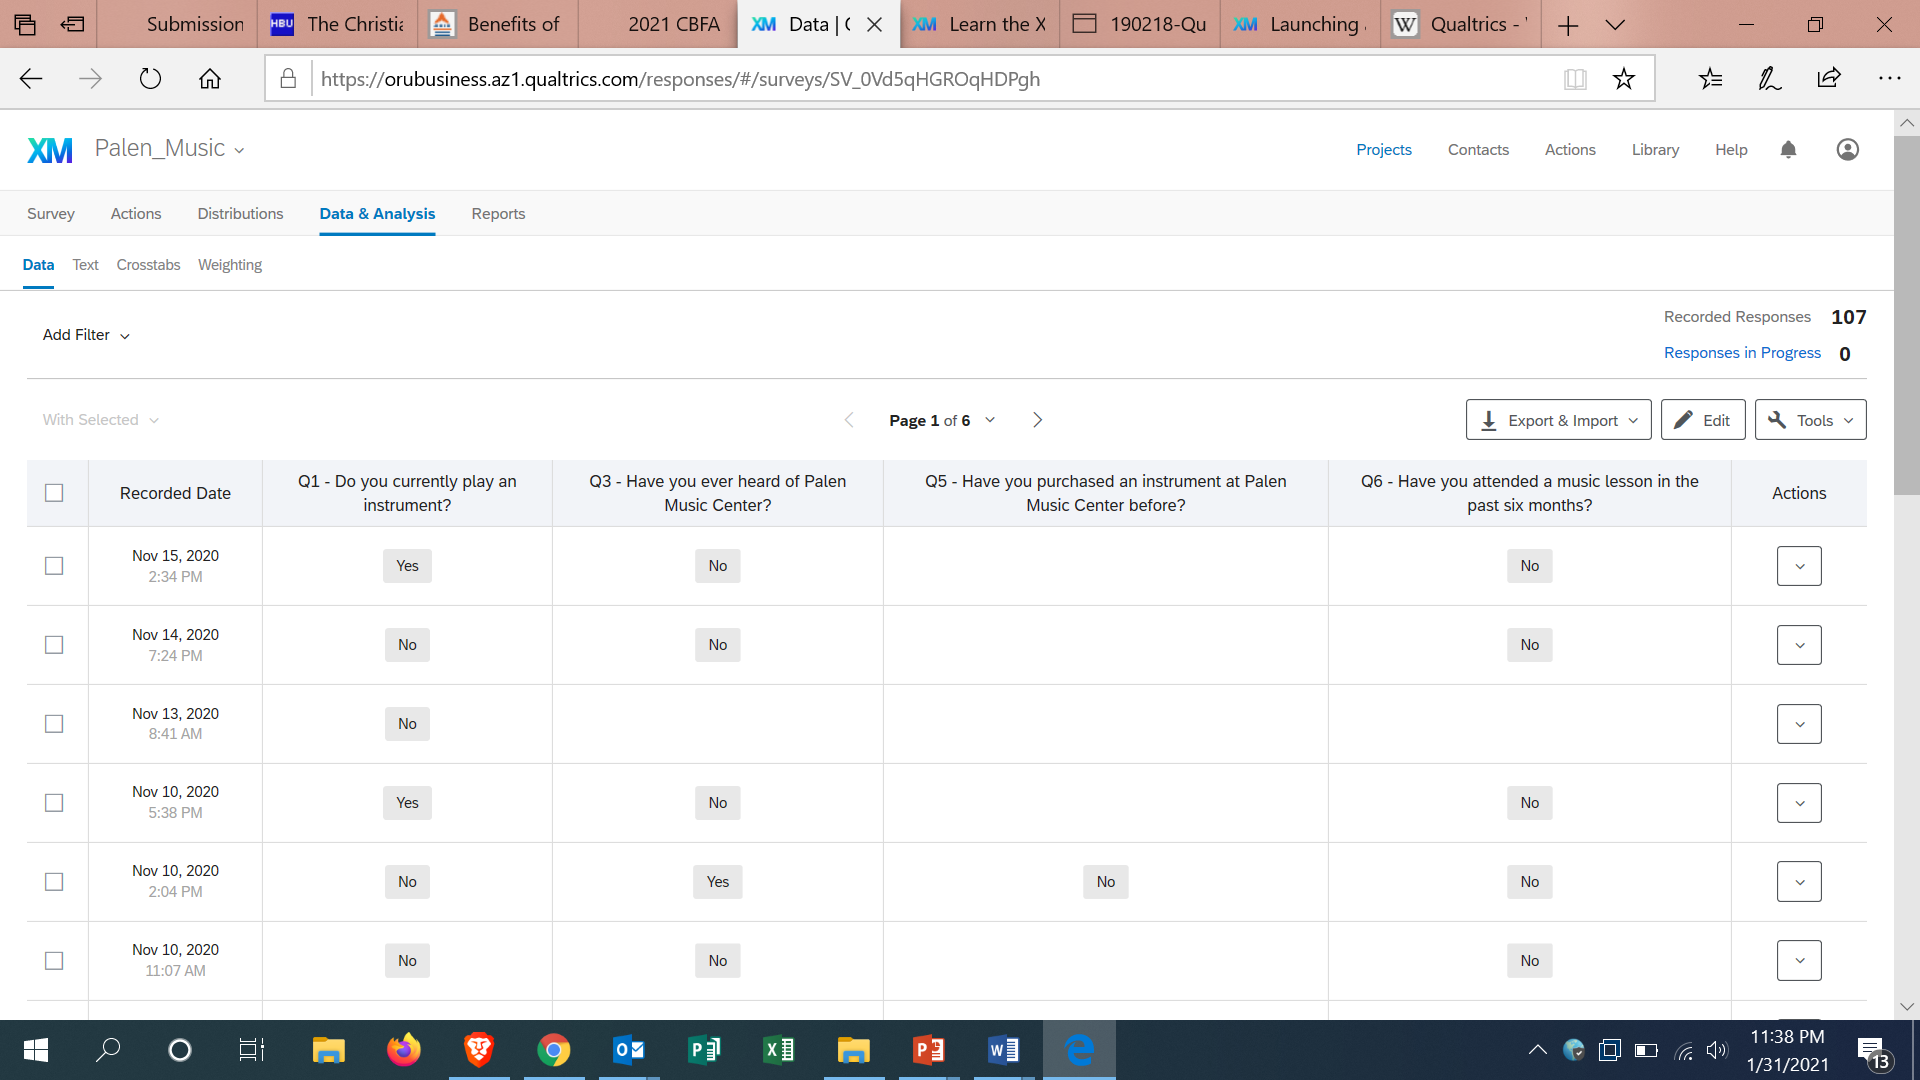 Submission
HBU The Christia
Benefits of
2021 CBFA
XM Data | C
XM Learn the X
190218-Qu
XM Launching
W Qualtrics -
https://orubusiness.az1.qualtrics.com/responses/#/surveys/SV_0Vd5qHGROqHDPgh
XM Palen_Music
Projects Contacts Actions Library Help
Survey Actions Distributions Data & Analysis Reports
Data Text Crosstabs Weighting
Add Filter
Recorded Responses 107
Responses in Progress 0
With Selected
Page 1 of 6
Export & Import Edit Tools
Recorded Date
Q1 - Do you currently play an
instrument?
Q3 - Have you ever heard of Palen
Music Center?
Q5 - Have you purchased an instrument at Palen
Music Center before?
Q6 - Have you attended a music lesson in the
past six months?
Actions
Nov 15, 2020
2:34 PM
Yes No No
Nov 14, 2020
7:24 PM
No No No
Nov 13, 2020
8:41 AM
No
Nov 10, 2020
5:38 PM
Yes No No
Nov 10, 2020
2:04 PM
No Yes No No
Nov 10, 2020
11:07 AM
No No No
11:38 PM
1/31/2021
13